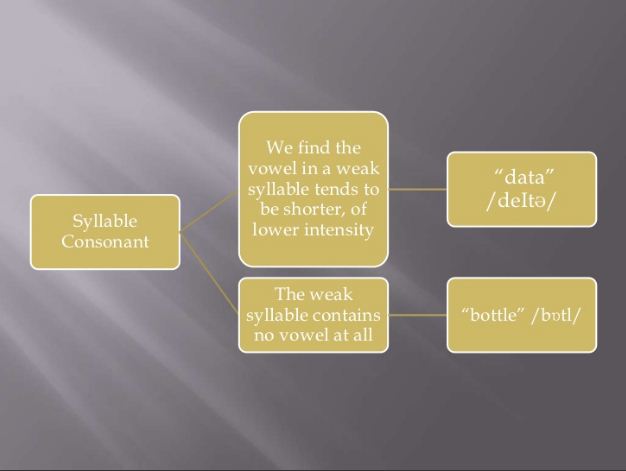 Syllable
Consonant
We find the
vowel in a weak
syllable tends to
be shorter, of
lower intensity
“data”
/deItə/
The weak
syllable contains
no vowel at all
“bottle” /bɒtl/